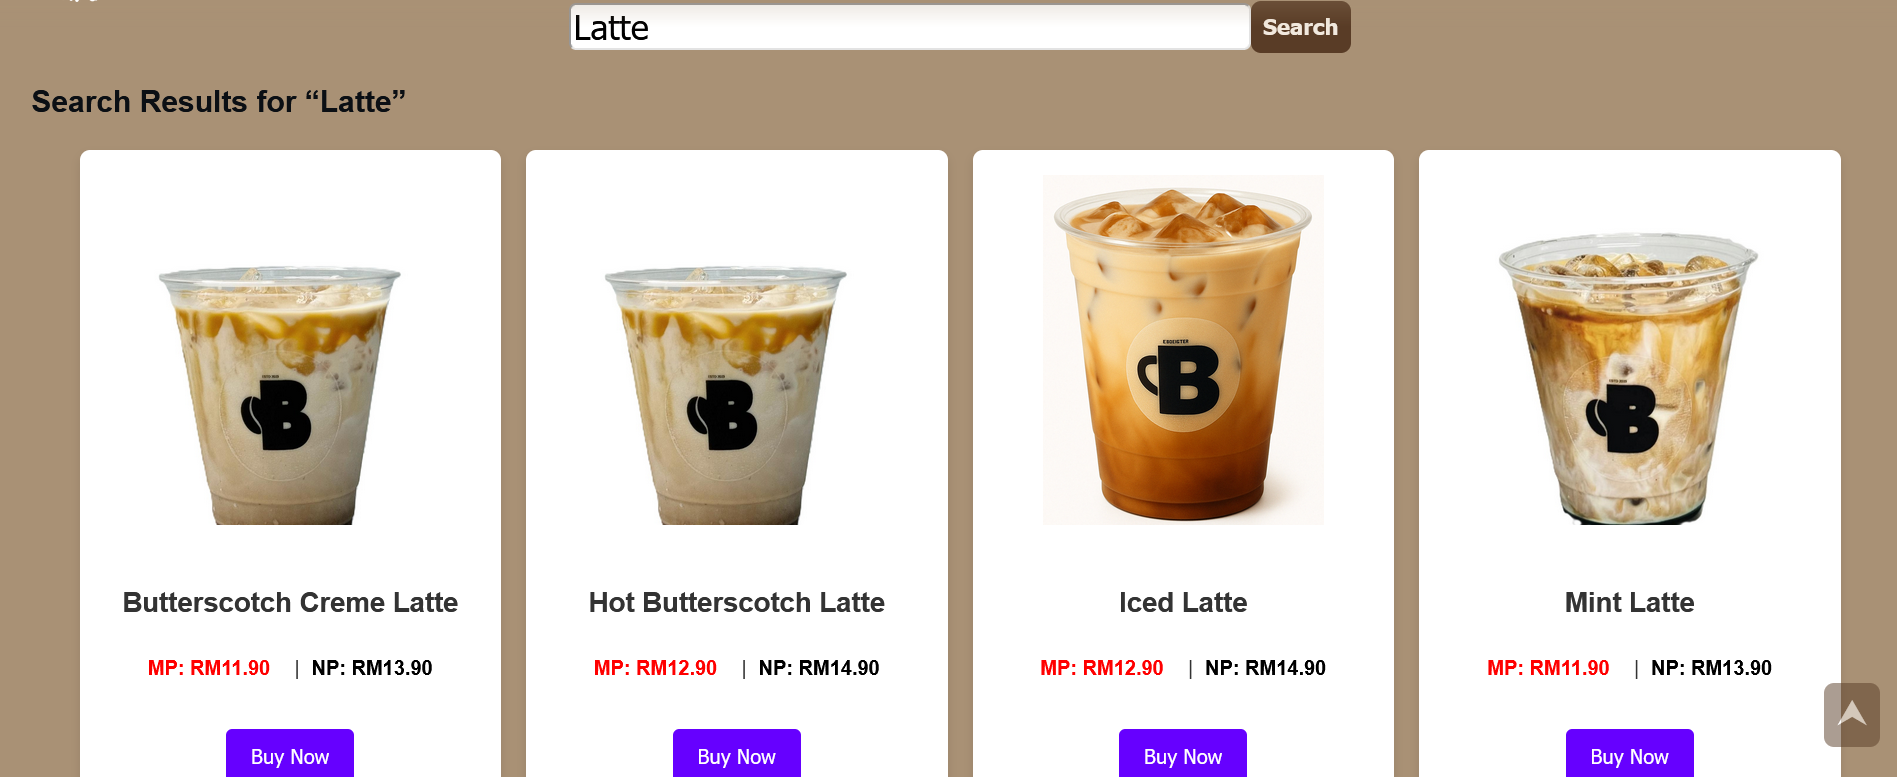 Latte
Search
Search Results for “Latte”
B
B
B
B
Butterscotch Creme Latte
Hot Butterscotch Latte
Iced Latte
Mint Latte
MP: RM11.90 | NP: RM13.90
MP: RM12.90 | NP: RM14.90
MP: RM12.90 | NP: RM14.90
MP: RM11.90 | NP: RM13.90
Buy Now
Buy Now
Buy Now
Buy Now